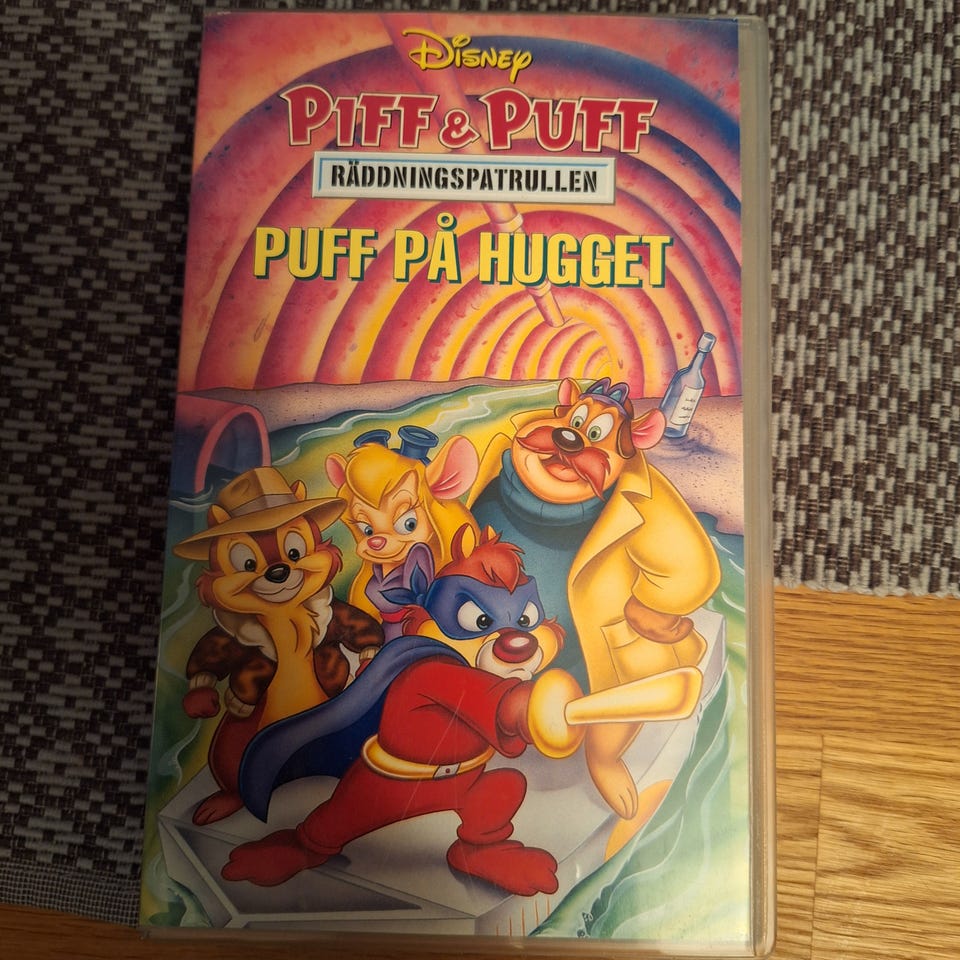 Disney
PIFF & PUFF
RÄDDNINGSPATRULLEN
PUFF PÅ HUGGET